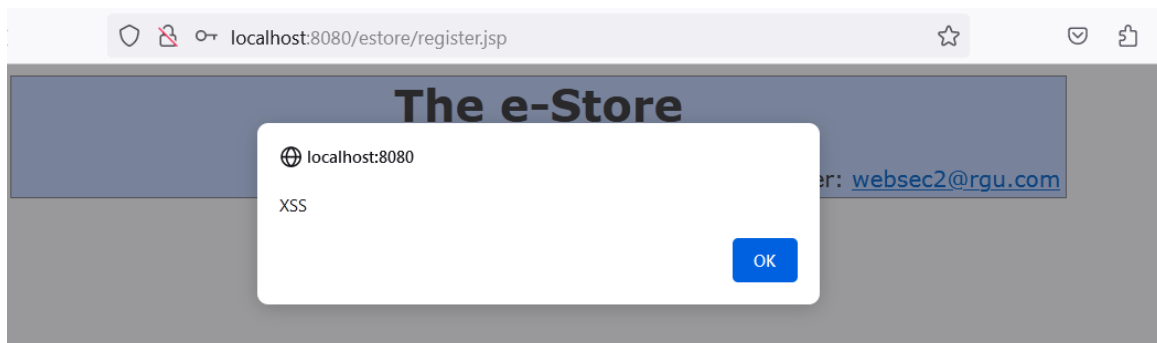 localhost:8080/estore/register.jsp
The e-Store
localhost:8080
er: websec2@rgu.com
XSS
OK